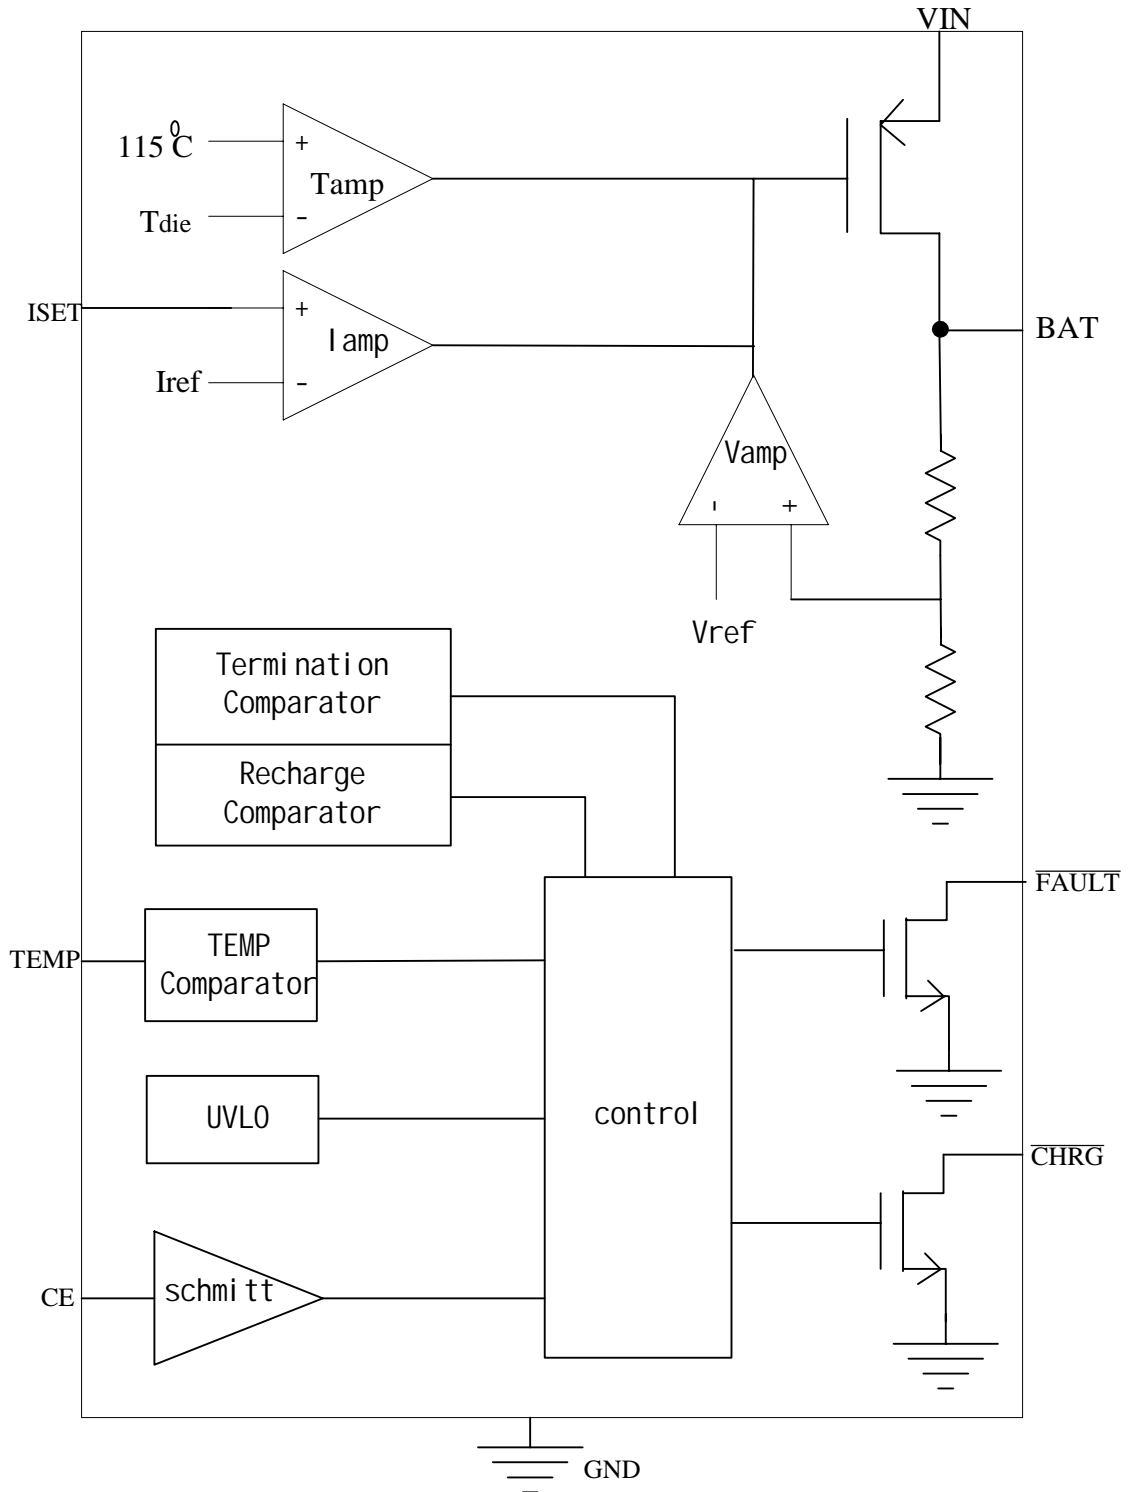 VIN
115 0C
+
Tamp
Tdie
-
ISET
+
Iamp
BAT
Iref
-
Vamp
- +
Vref
Termination
Comparator
Recharge
Comparator
FAULT
TEMP
TEMP
Comparator
UVLO
control
CHRG
CE
schmitt
GND